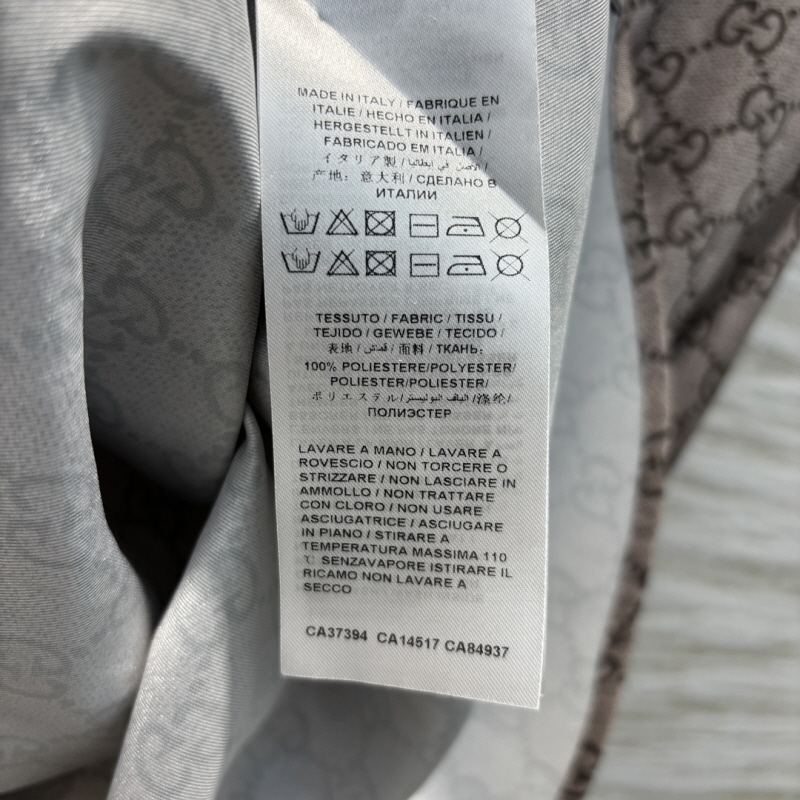 MADE IN ITALY / FABRIQUE EN
ITALIE / HECHO EN ITALIA /
HERGESTELLT IN ITALIEN /
FABRICADO EM ITALIA /
イタリア製 / /
产地: 意大利 / СДЕЛАНО В
ИТАЛИИ
TESSUTO / FABRIC / TISSU /
TEJIDO / GEWEBE / TECIDO /
表地 / قماش / 面料 / ТКАНЬ:
100% POLIESTERE/POLYESTER/
POLIESTER/POLIESTER/
ポリエステル/الياف البوليستر/涤纶/
ПОЛИЭСТЕР
LAVARE A MANO / LAVARE A
ROVESCIO / NON TORCERE O
STRIZZARE / NON LASCIARE IN
AMMOLLO / NON TRATTARE
CON CLORO / NON USARE
ASCIUGATRICE / ASCIUGARE
IN PIANO / STIRARE A
TEMPERATURA MASSIMA 110
℃ SENZAVAPORE ISTIRARE IL
RICAMO NON LAVARE A
SECCO
CA37394 CA14517 CA84937